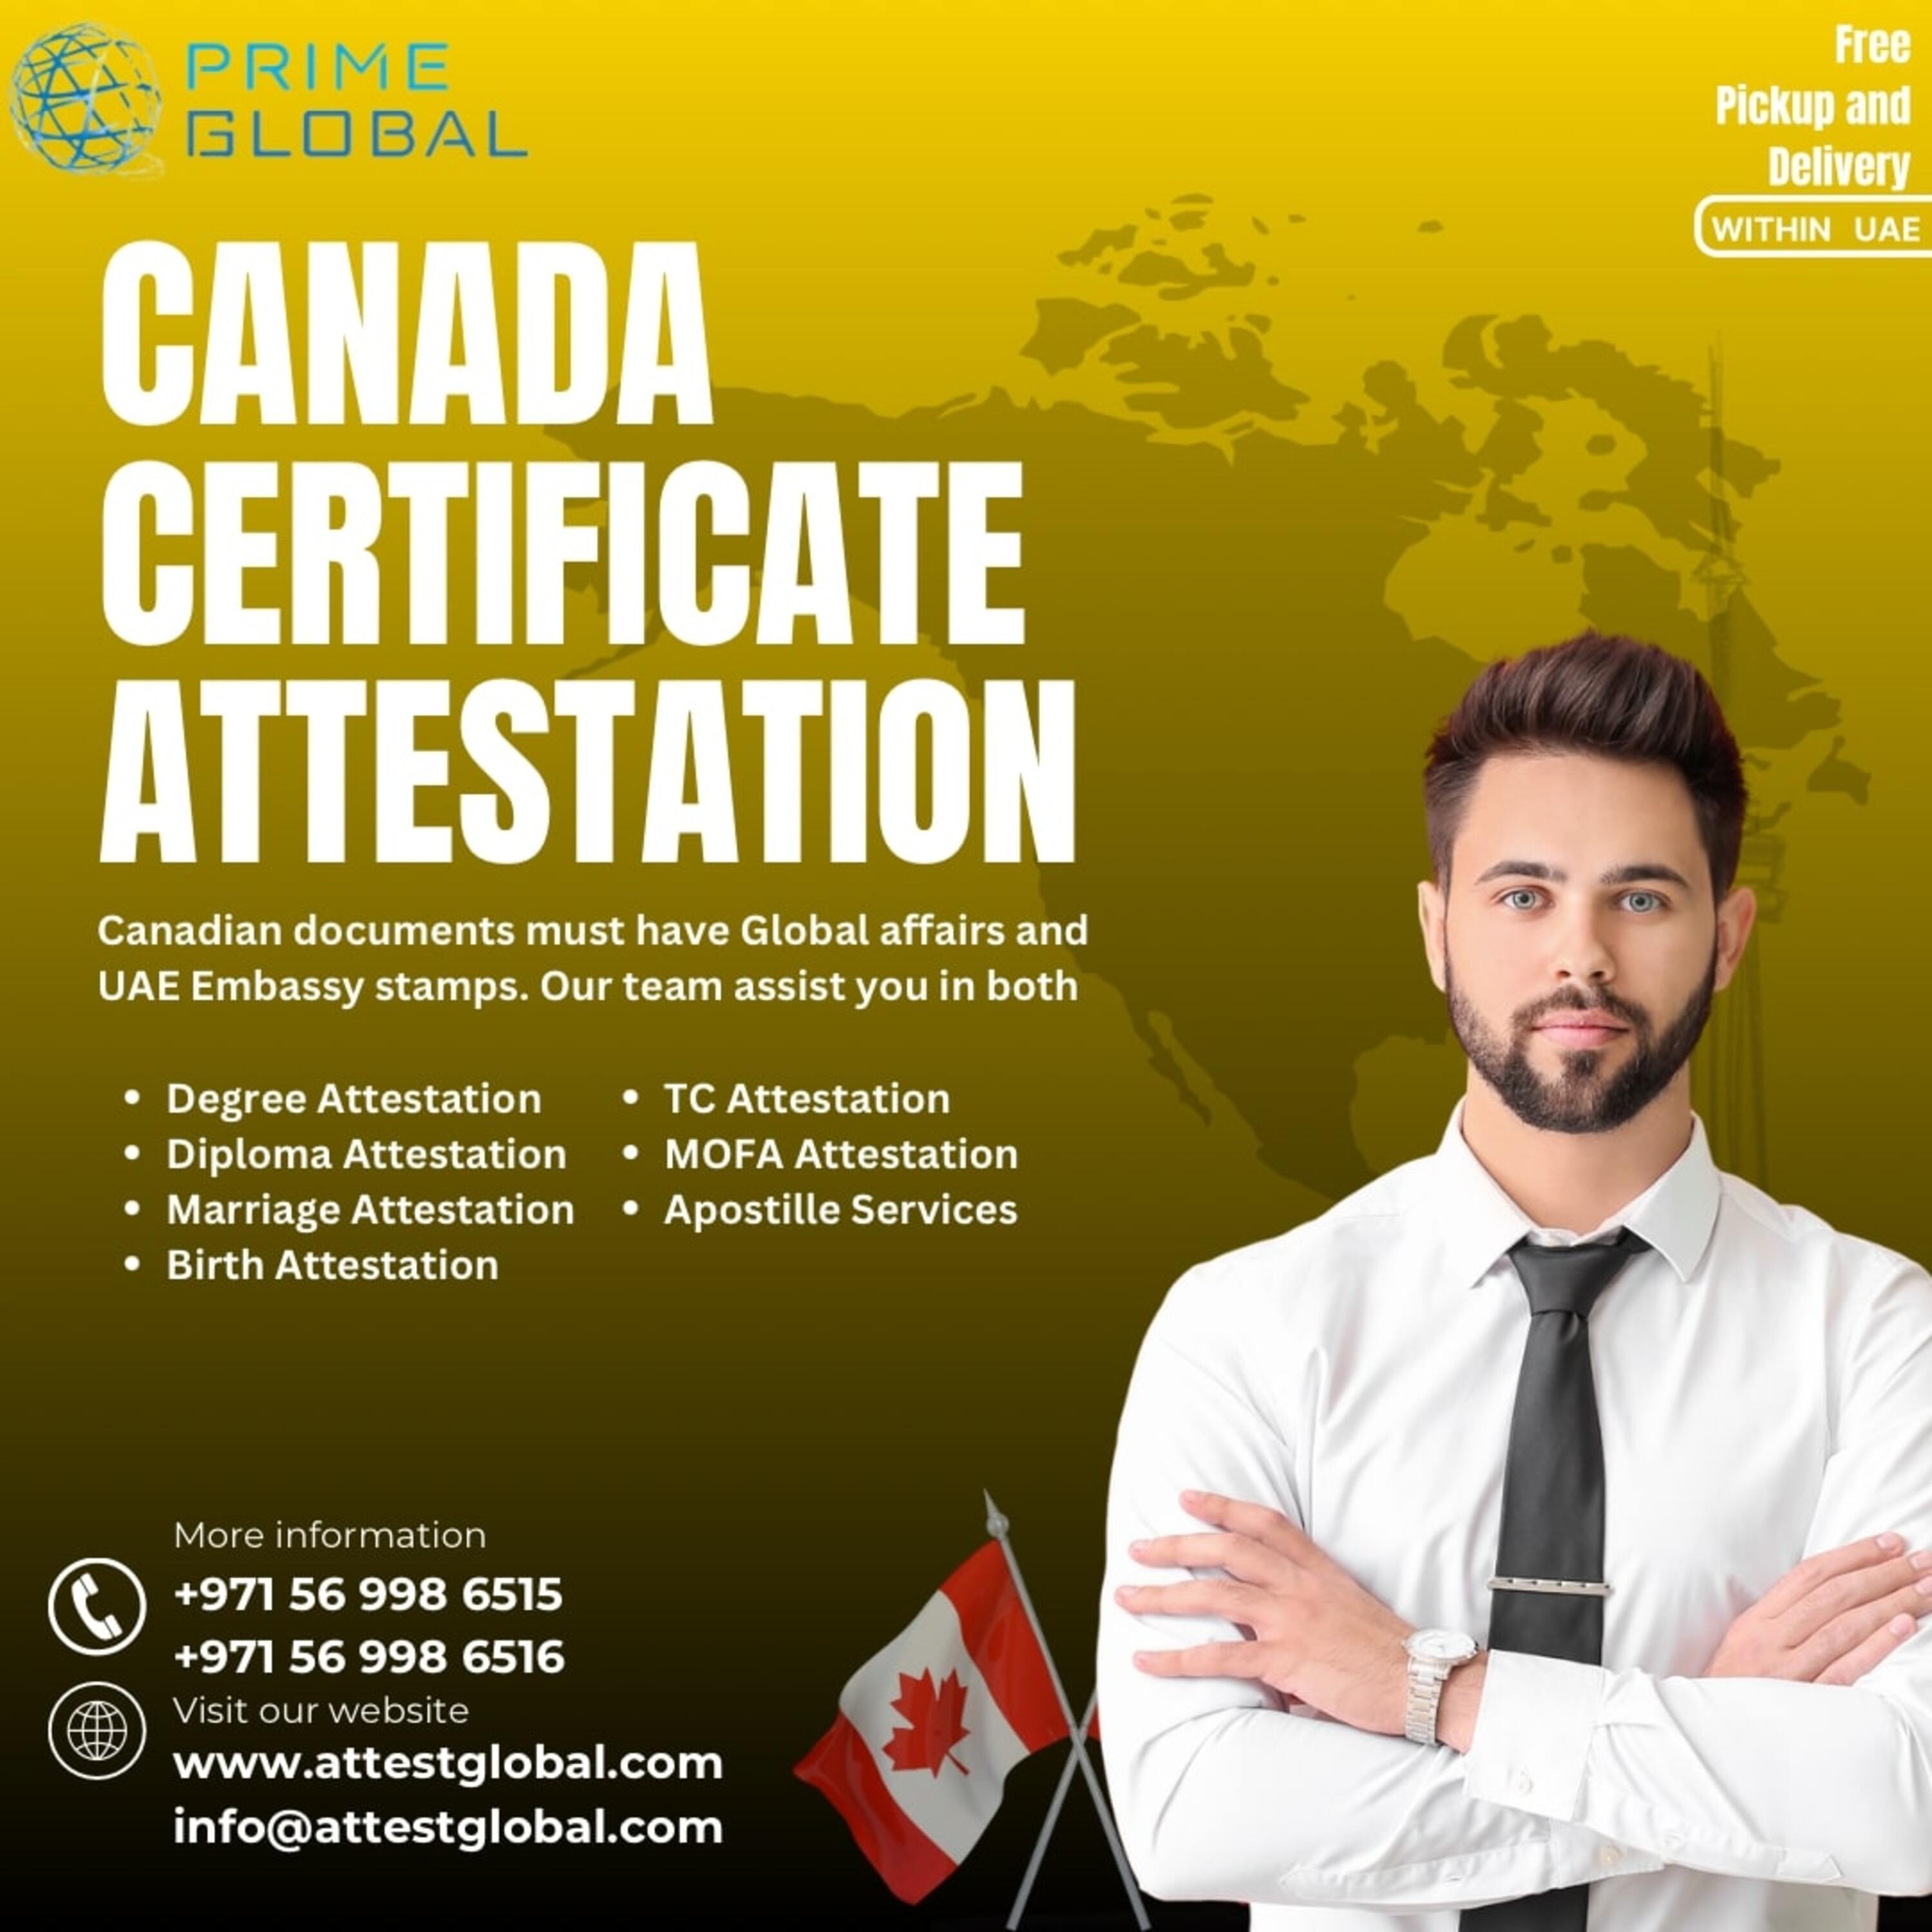 PRIME
GLOBAL
Free
Pickup and
Delivery
WITHIN UAE
CANADA
CERTIFICATE
ATTESTATION
Canadian documents must have Global affairs and
UAE Embassy stamps. Our team assist you in both
• Degree Attestation
• Diploma Attestation
• Marriage Attestation
• Birth Attestation
• TC Attestation
• MOFA Attestation
• Apostille Services
More information
+971 56 998 6515
+971 56 998 6516
Visit our website
www.attestglobal.com
info@attestglobal.com